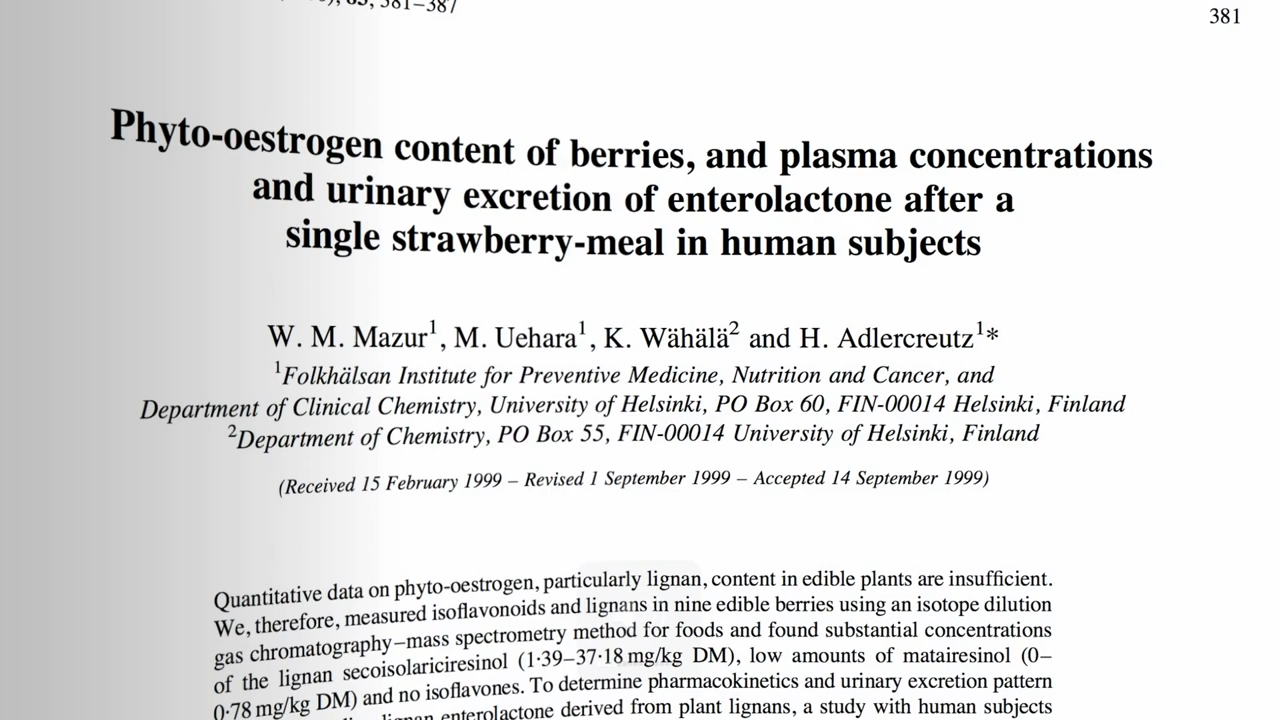 83, 381–387
381
Phyto-oestrogen content of berries, and plasma concentrations
and urinary excretion of enterolactone after a
single strawberry-meal in human subjects
W. M. Mazur1, M. Uehara1, K. Wähälä2 and H. Adlercreutz1*
1Folkhälsan Institute for Preventive Medicine, Nutrition and Cancer, and
Department of Clinical Chemistry, University of Helsinki, PO Box 60, FIN-00014 Helsinki, Finland
2Department of Chemistry, PO Box 55, FIN-00014 University of Helsinki, Finland
(Received 15 February 1999 – Revised 1 September 1999 – Accepted 14 September 1999)
Quantitative data on phyto-oestrogen, particularly lignan, content in edible plants are insufficient.
We, therefore, measured isoflavonoids and lignans in nine edible berries using an isotope dilution
gas chromatography–mass spectrometry method for foods and found substantial concentrations
of the lignan secoisolariciresinol (1·39–37·18 mg/kg DM), low amounts of matairesinol (0–
0·78 mg/kg DM) and no isoflavones. To determine pharmacokinetics and urinary excretion pattern
lignan enterolactone derived from plant lignans, a study with human subjects